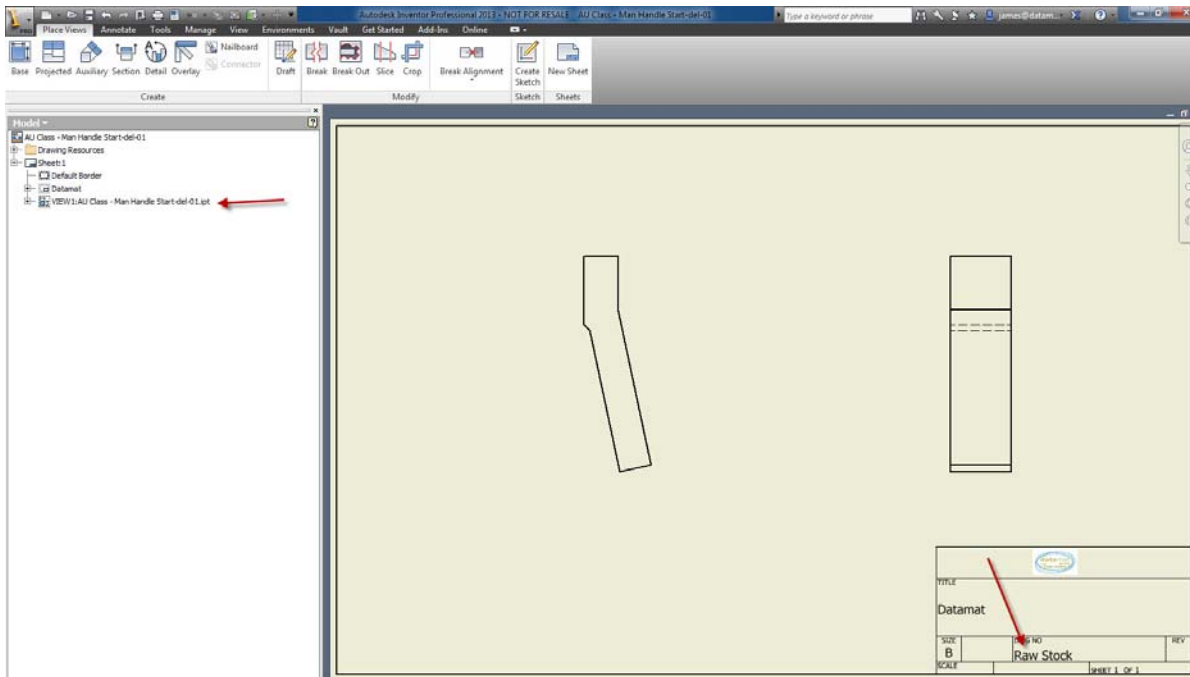 Autodesk Inventor Professional 2013 - NOT FOR RESALE   AU Class - Man Handle Start-del-01
Type a keyword or phrase
james@datam...
PRO
Place Views Annotate Tools Manage View Environments Vault Get Started Add-Ins Online
Base Projected Auxiliary Section Detail Overlay
Nailboard
Connector
Draft Break Break Out Slice Crop Break Alignment Create Sketch New Sheet
Create Modify Sketch Sheets
Model
AU Class - Man Handle Start-del-01
Drawing Resources
Sheet:1
Default Border
Datamat
VIEW1:AU Class - Man Handle Start-del-01.ipt
TITLE
Datamat
SIZE
B
NO
Raw Stock
REV
SCALE
SHEET 1 OF 1